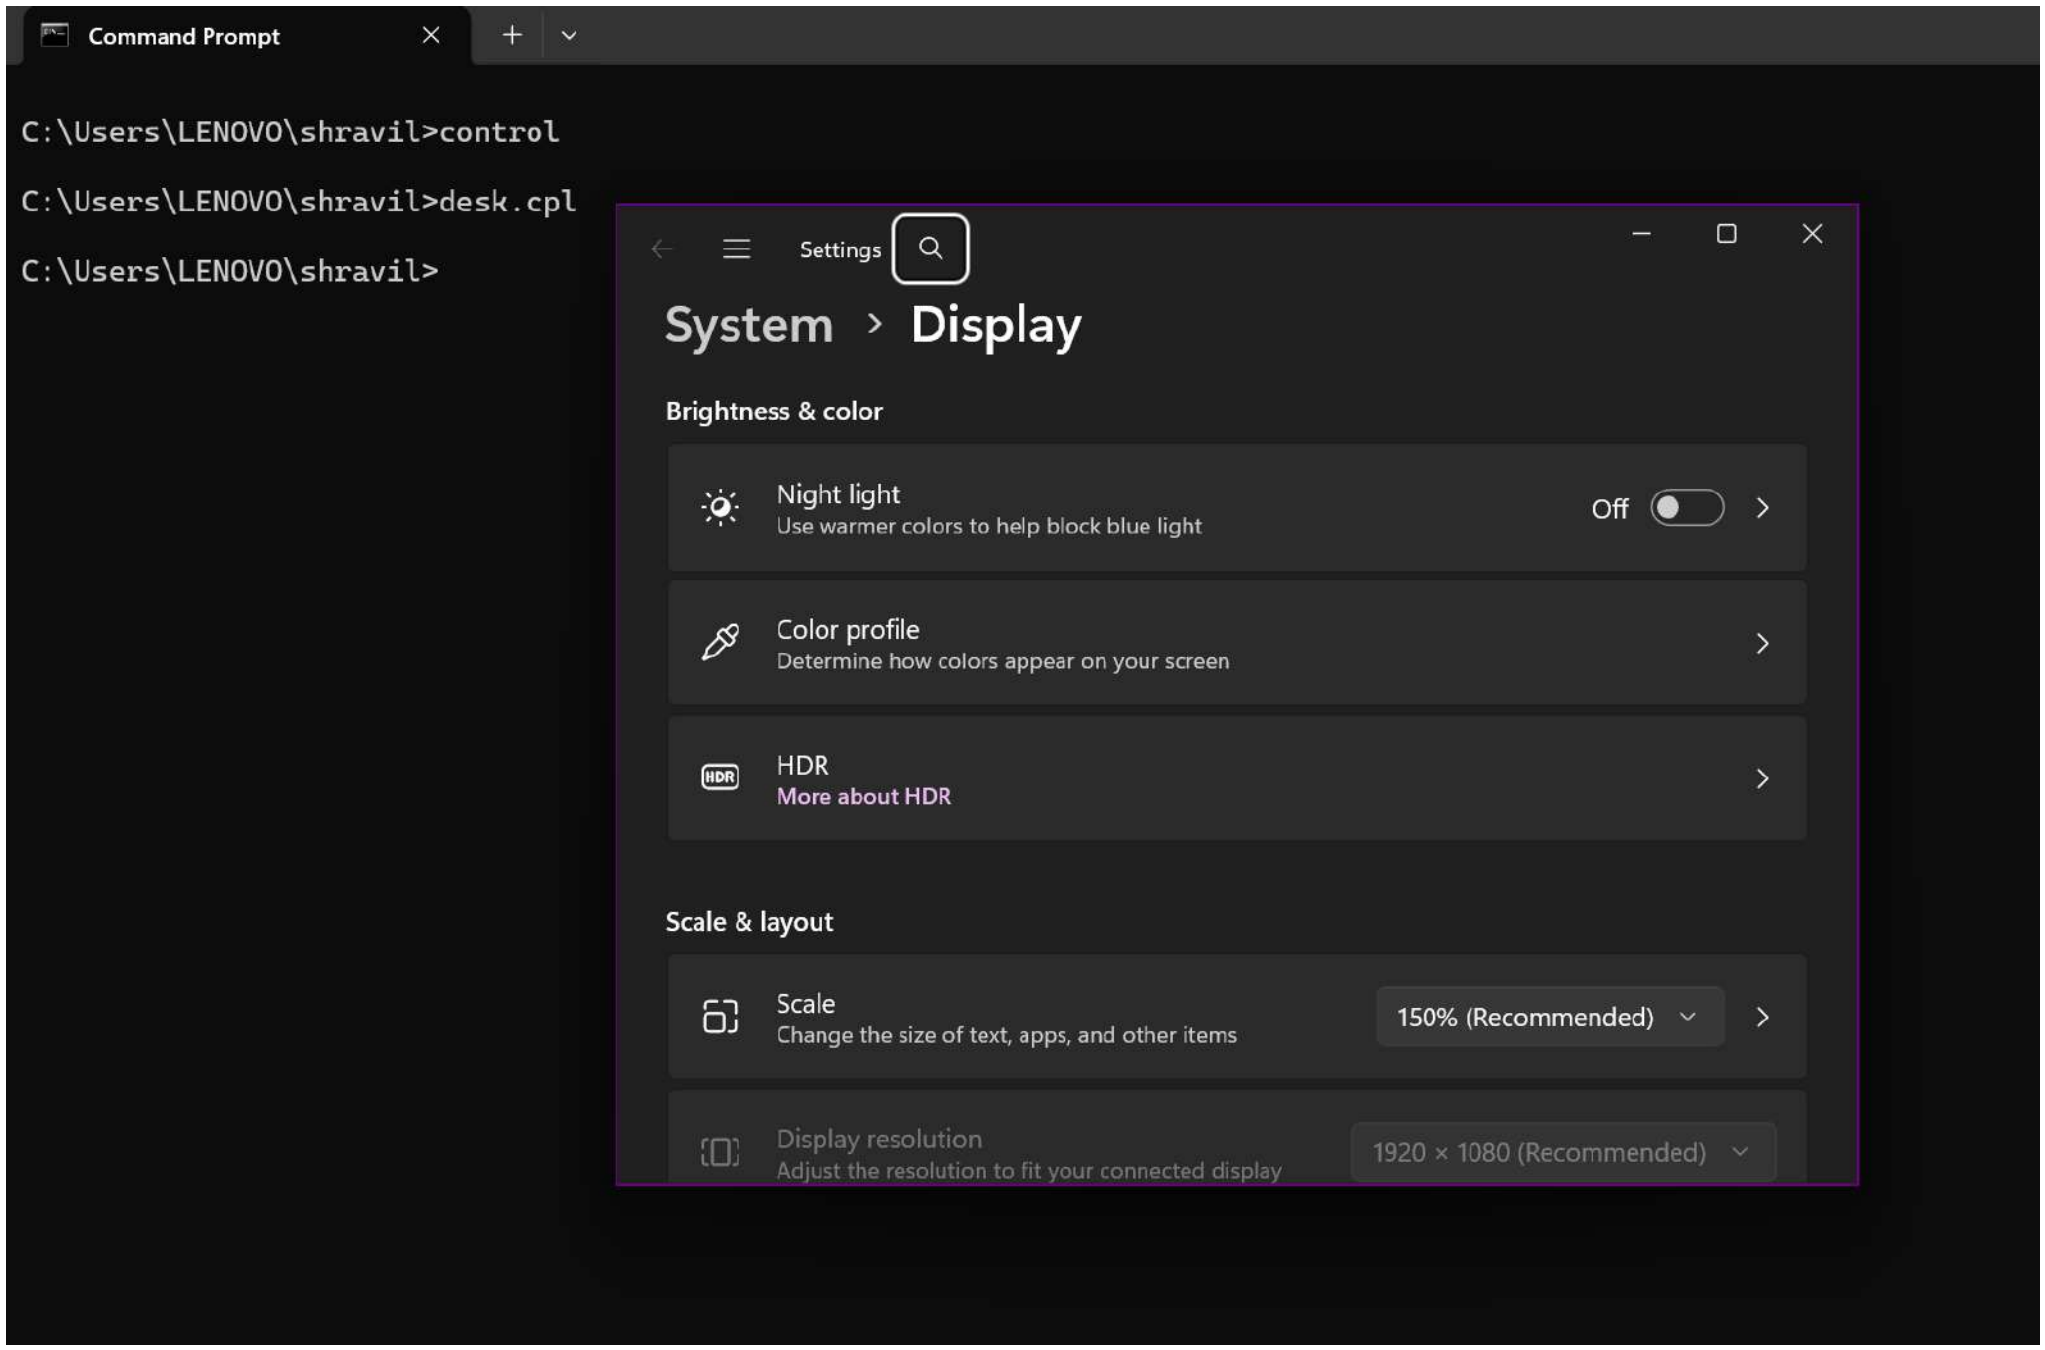 Command Prompt
C:\Users\LENOVO\shravil>control
C:\Users\LENOVO\shravil>desk.cpl
C:\Users\LENOVO\shravil>
Settings
System > Display
Brightness & color
Night light
Use warmer colors to help block blue light
Off
Color profile
Determine how colors appear on your screen
HDR
HDR
More about HDR
Scale & layout
Scale
Change the size of text, apps, and other items
150% (Recommended)
Display resolution
Adjust the resolution to fit your connected display
1920 × 1080 (Recommended)